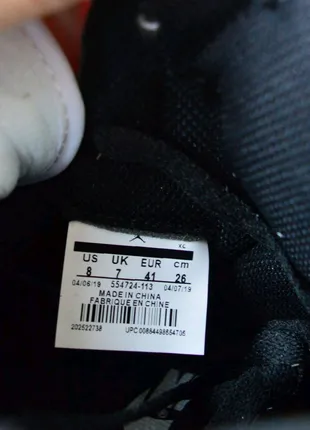 XC
US UK EUR cm
8 7 41 26
04/06/19 554724-113 04/07/19
MADE IN CHINA
FABRIQUE EN CHINE
202522738 UPC 00884498654706